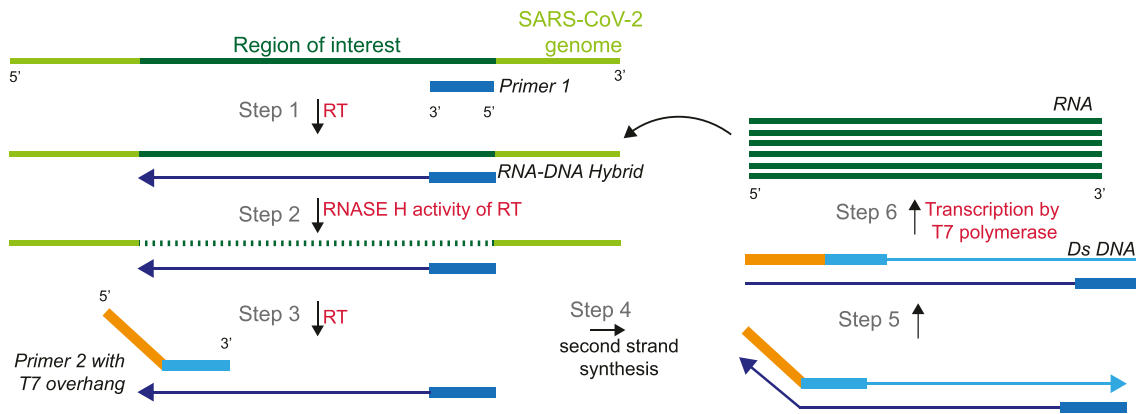 SARS-CoV-2
genome
Region of interest
5’
3’
Primer 1
3’ 5’
Step 1
RT
RNA-DNA Hybrid
Step 2
RNASE H activity of RT
Step 3
RT
5’
3’
Primer 2 with
T7 overhang
Step 4
second strand
synthesis
Step 5
Ds DNA
Step 6
Transcription by
T7 polymerase
5’ 3’
RNA